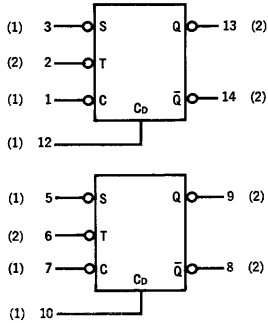 (1) 3 S Q 13 (2)
(2) 2 T
(1) 1 C Q̅ 14 (2)
CD
(1) 12
(1) 5 S Q 9 (2)
(2) 6 T
(1) 7 C Q̅ 8 (2)
CD
(1) 10